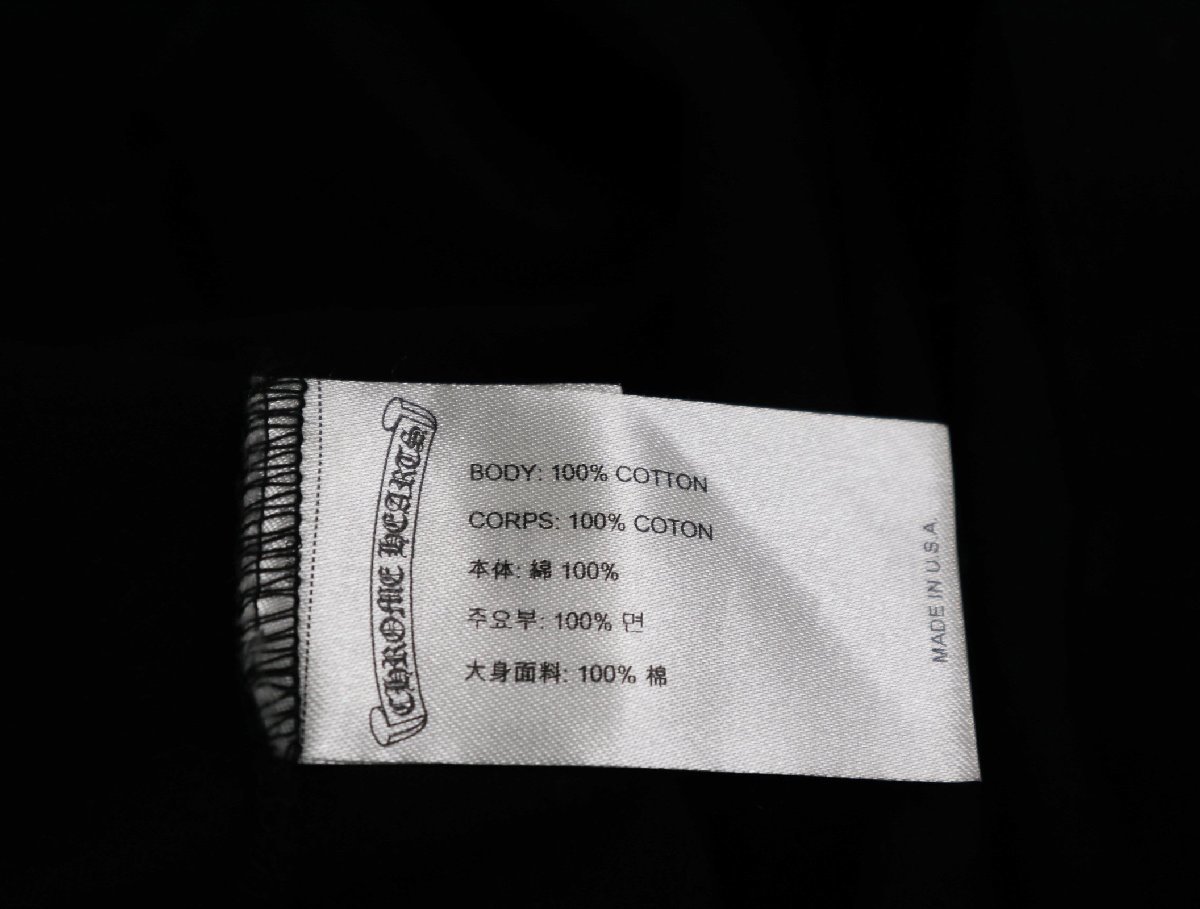 CHROME HEARTS
BODY: 100% COTTON
CORPS: 100% COTON
本体: 綿 100%
주요부: 100% 면
大身面料: 100% 棉
MADE IN U.S.A.